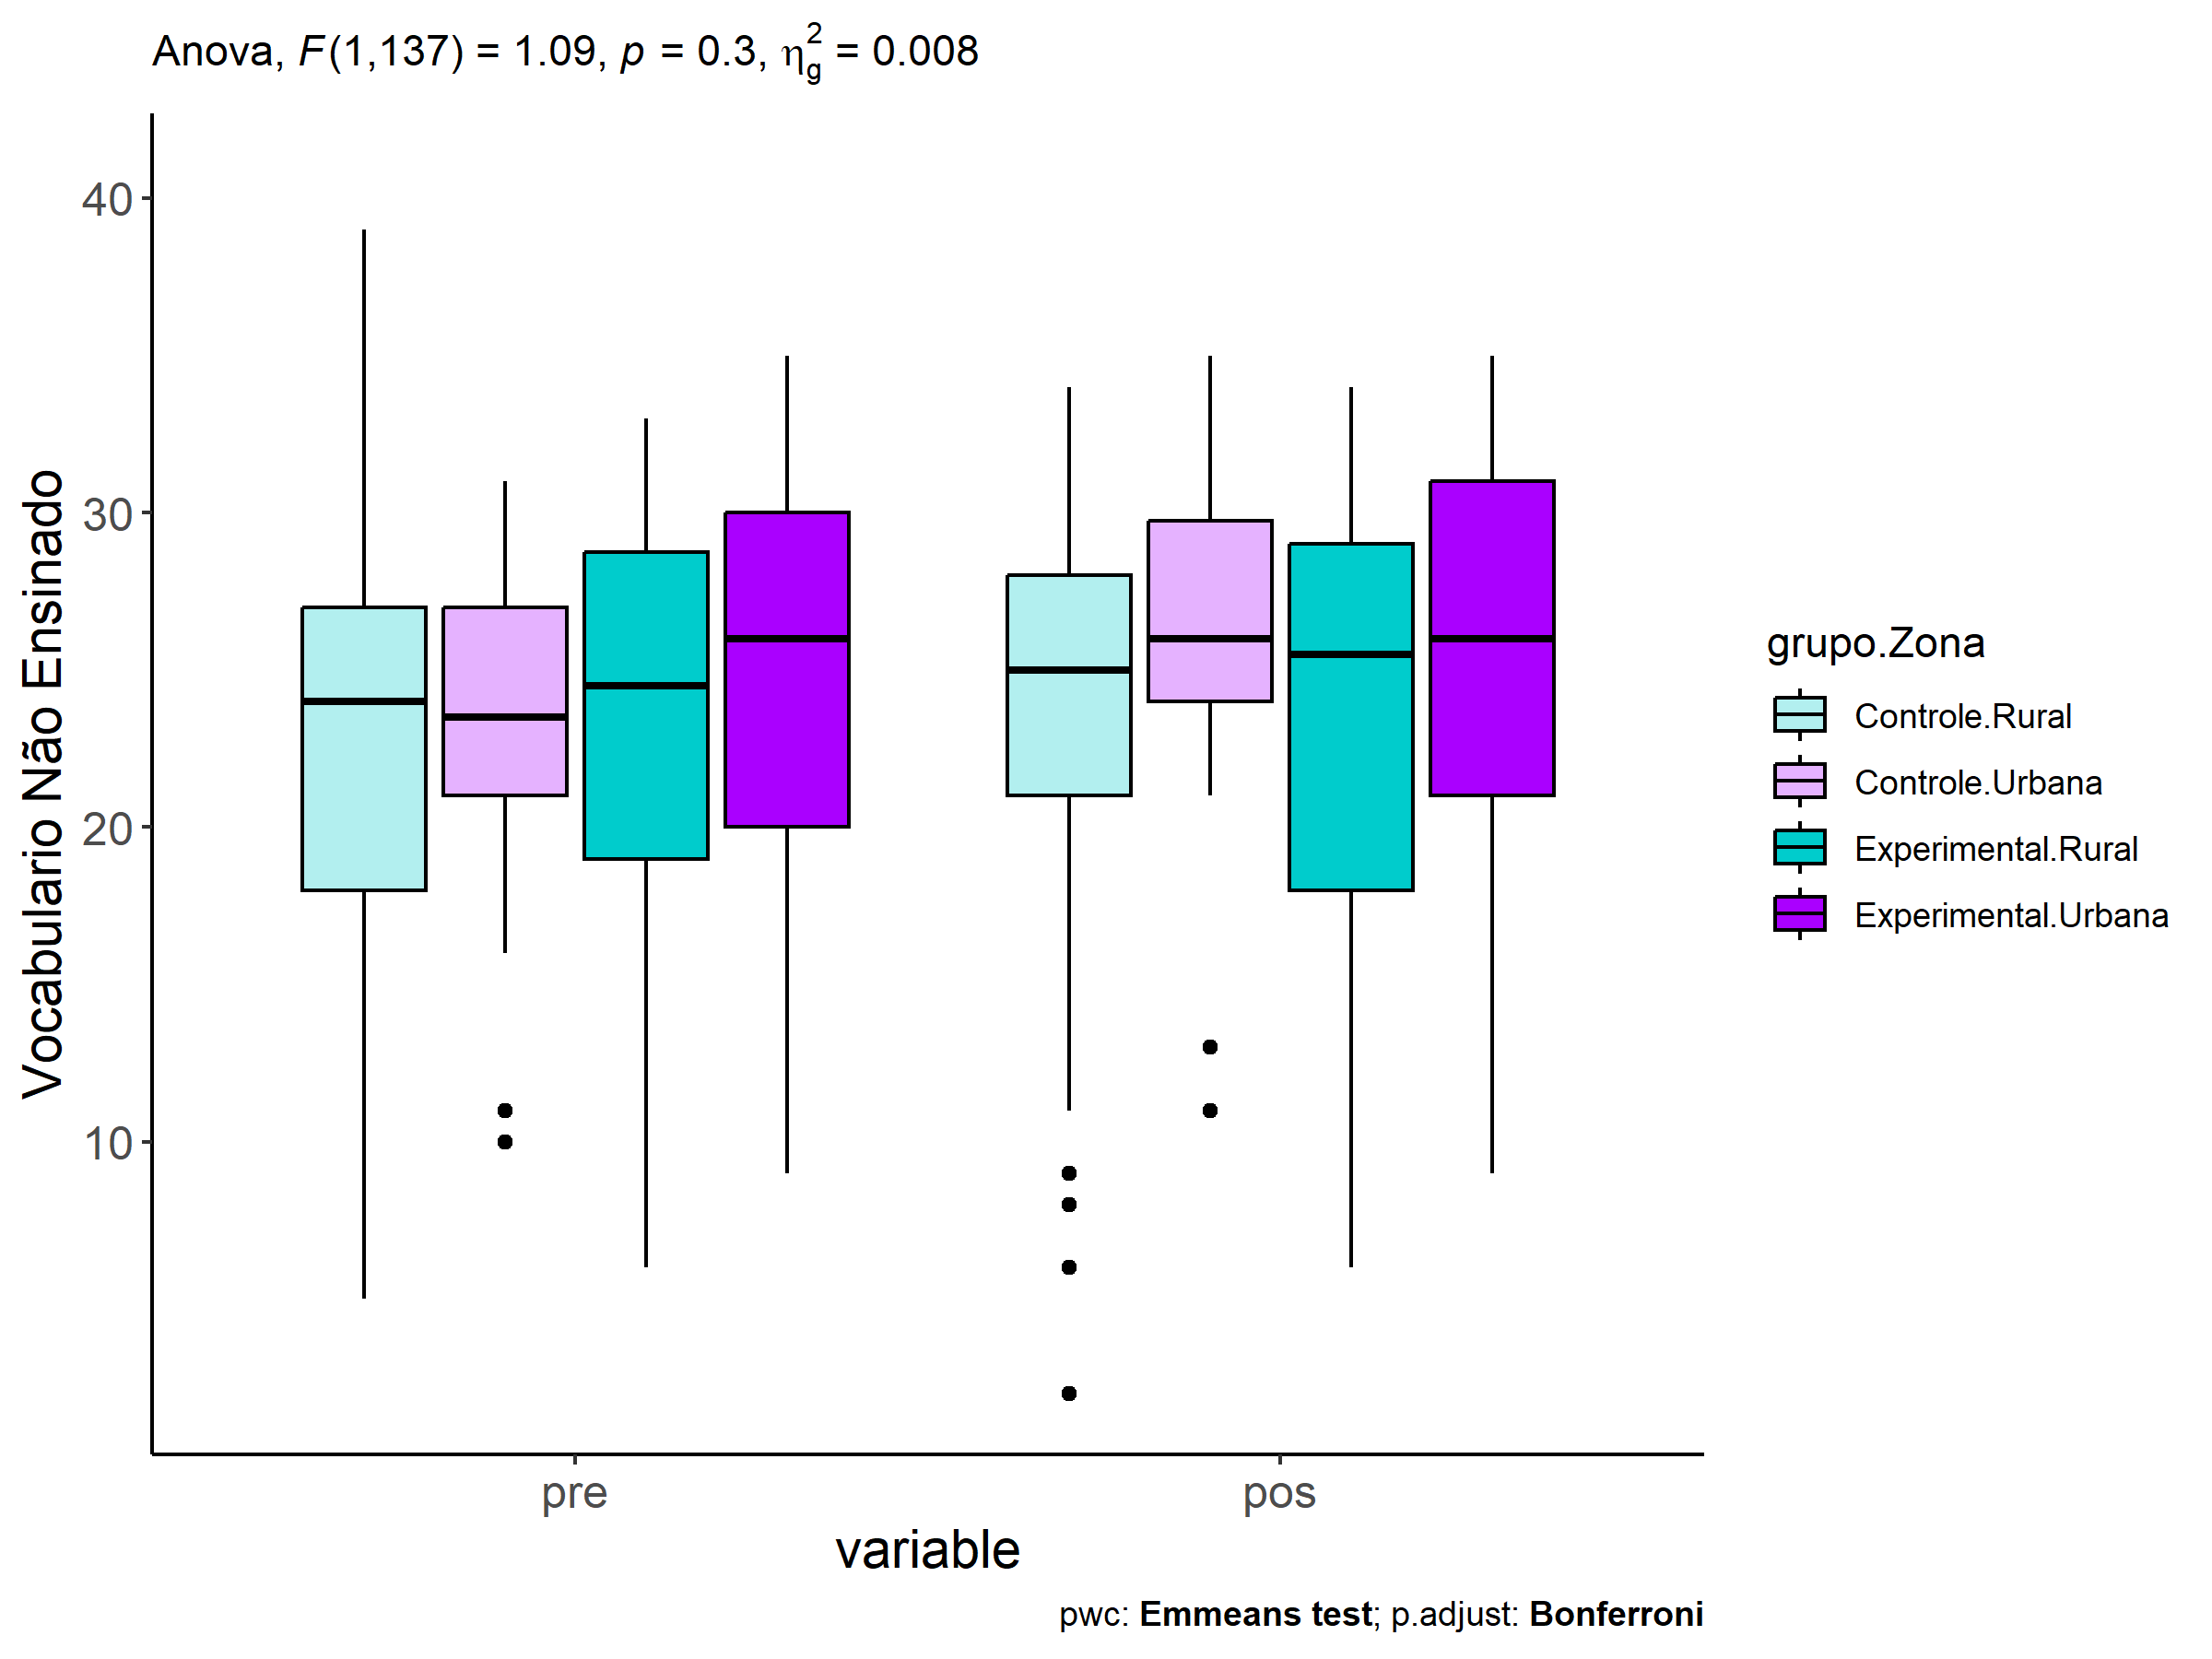 Anova, F(1,137) = 1.09, p = 0.3, η²g = 0.008
Vocabulario Não Ensinado
40
30
20
10
pre
pos
variable
grupo.Zona
Controle.Rural
Controle.Urbana
Experimental.Rural
Experimental.Urbana
pwc: Emmeans test; p.adjust: Bonferroni